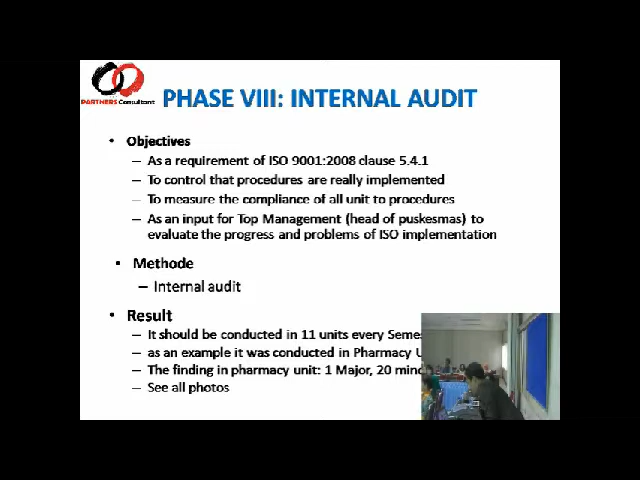 PARTNERS Consultant
PHASE VIII: INTERNAL AUDIT
• Objectives
– As a requirement of ISO 9001:2008 clause 5.4.1
– To control that procedures are really implemented
– To measure the compliance of all unit to procedures
– As an input for Top Management (head of puskesmas) to
evaluate the progress and problems of ISO implementation
• Methode
– Internal audit
• Result
– It should be conducted in 11 units every
– as an example it was conducted in Pharmacy
– The finding in pharmacy unit: 1 Major, 20
– See all photos